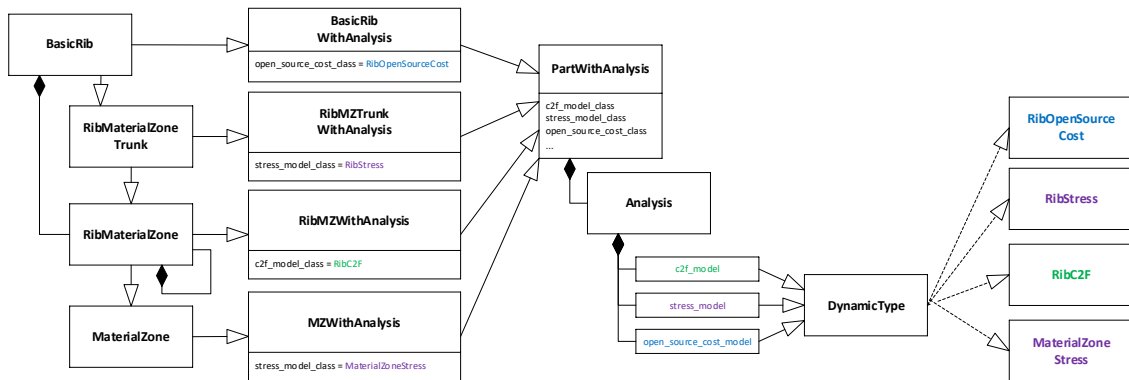 BasicRib
BasicRib
WithAnalysis
open_source_cost_class = RibOpenSourceCost
RibMaterialZone
Trunk
RibMZTrunk
WithAnalysis
stress_model_class = RibStress
RibMaterialZone
RibMZWithAnalysis
c2f_model_class = RibC2F
MaterialZone
MZWithAnalysis
stress_model_class = MaterialZoneStress
PartWithAnalysis
c2f_model_class
stress_model_class
open_source_cost_class
...
Analysis
c2f_model
stress_model
open_source_cost_model
DynamicType
RibOpenSource
Cost
RibStress
RibC2F
MaterialZone
Stress